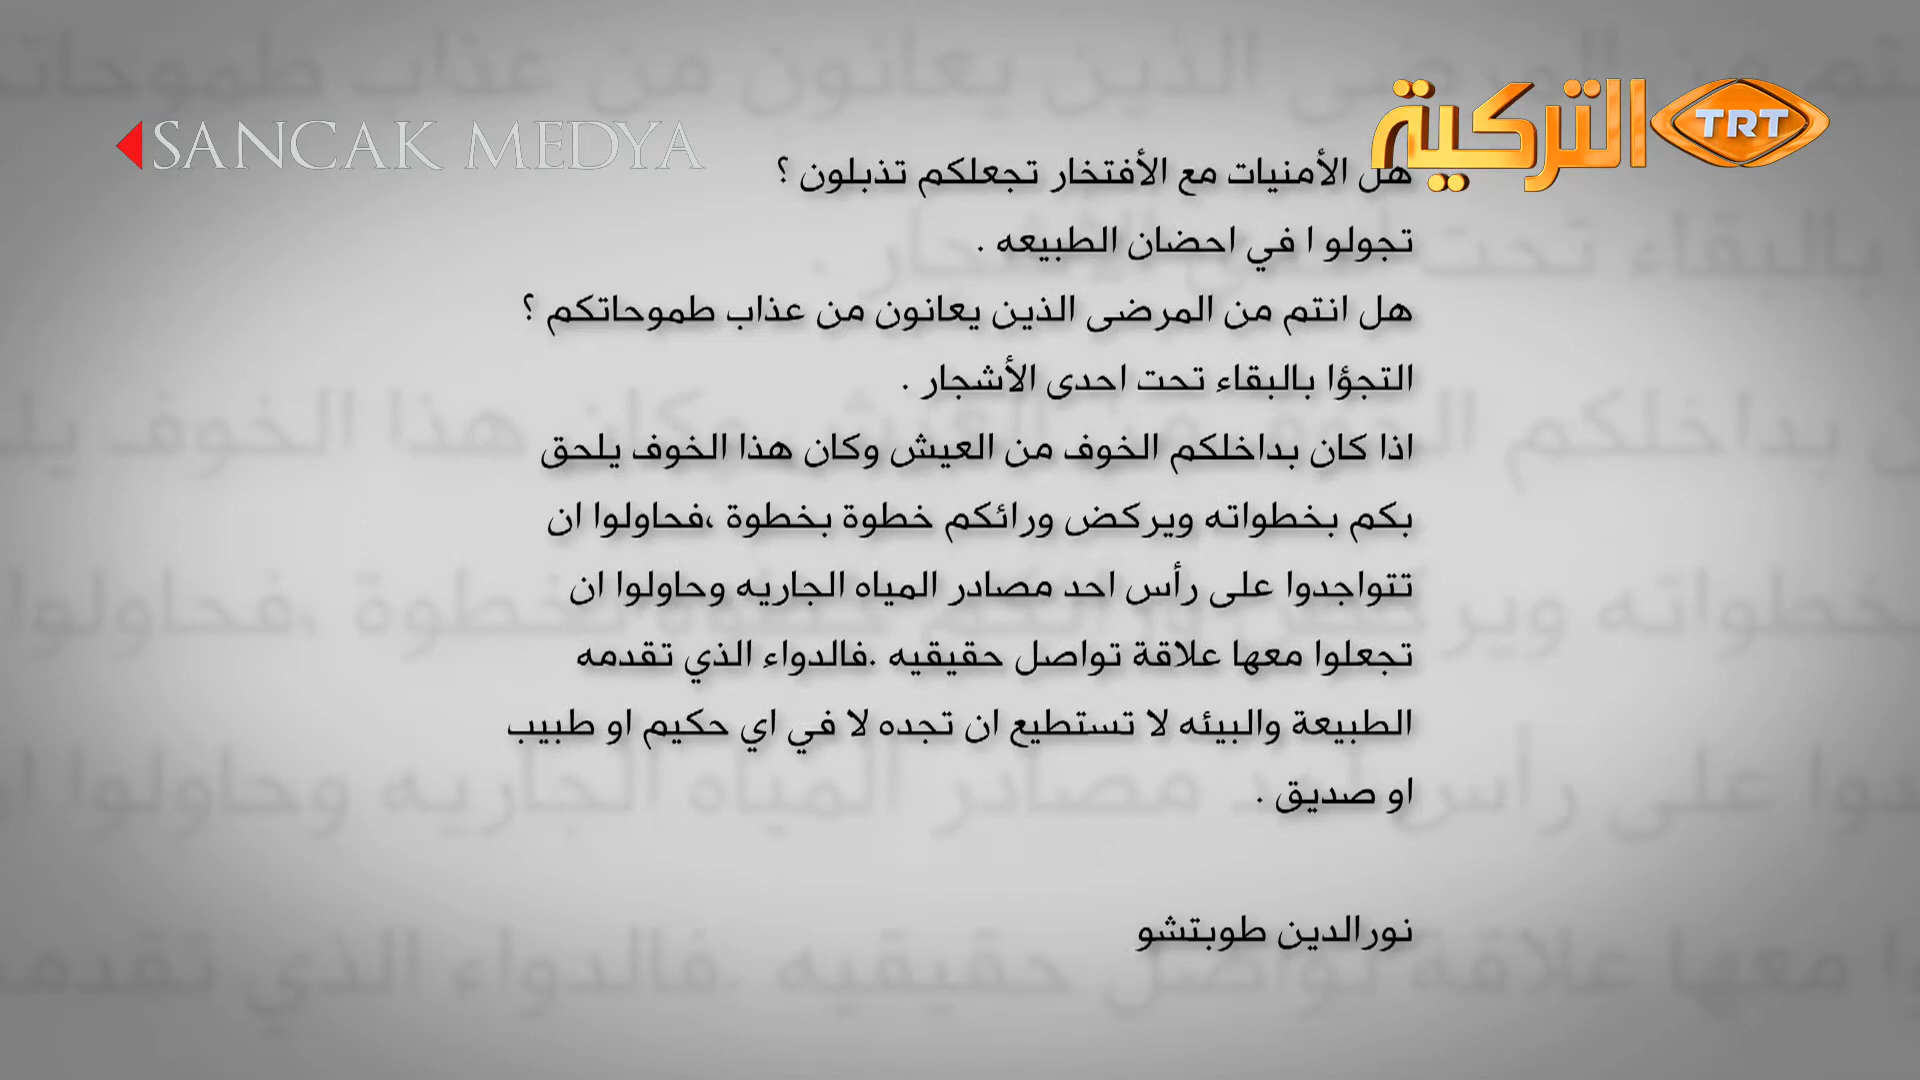 التركية TRT
SANCAK MEDYA
هل الأمنيات مع الأفتخار تجعلكم تذبلون ؟
تجولو ا في احضان الطبيعه .
هل انتم من المرضى الذين يعانون من عذاب طموحاتكم ؟
التجؤا بالبقاء تحت احدى الأشجار .
اذا كان بداخلكم الخوف من العيش وكان هذا الخوف يلحق
بكم بخطواته ويركض ورائكم خطوة بخطوة ،فحاولوا ان
تتواجدوا على رأس احد مصادر المياه الجاريه وحاولوا ان
تجعلوا معها علاقة تواصل حقيقيه .فالدواء الذي تقدمه
الطبيعة والبيئه لا تستطيع ان تجده لا في اي حكيم او طبيب
او صديق .
نورالدين طوبتشو